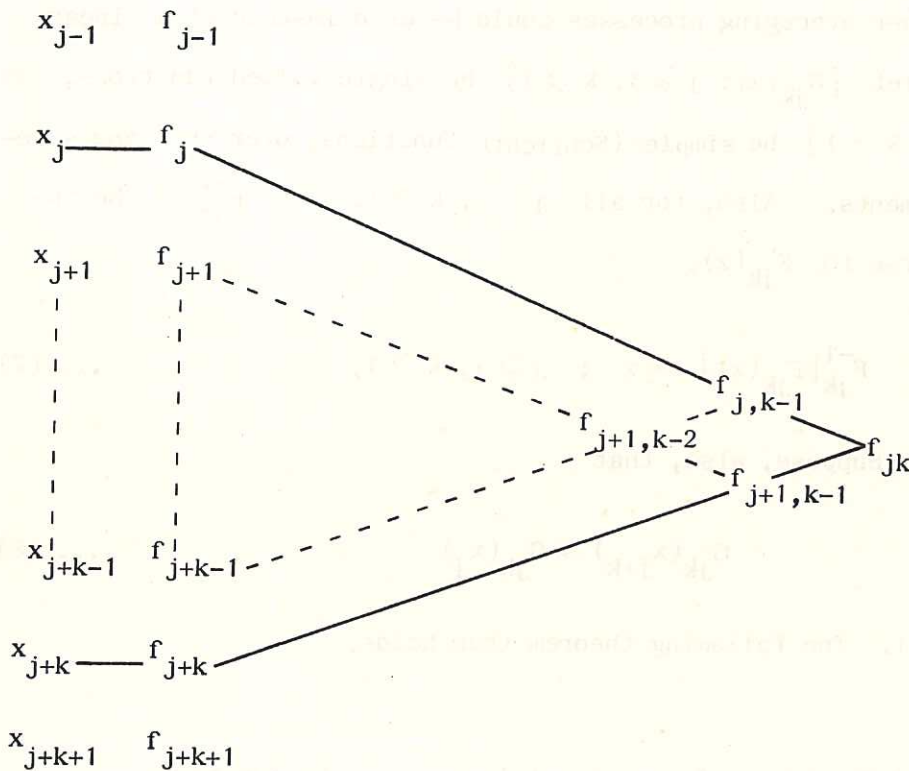 x_{j-1} f_{j-1}
x_j f_j
x_{j+1} f_{j+1}
f_{j,k-1}
f_{j+1,k-2}
f_{jk}
f_{j+1,k-1}
x_{j+k-1} f_{j+k-1}
x_{j+k} f_{j+k}
x_{j+k+1} f_{j+k+1}